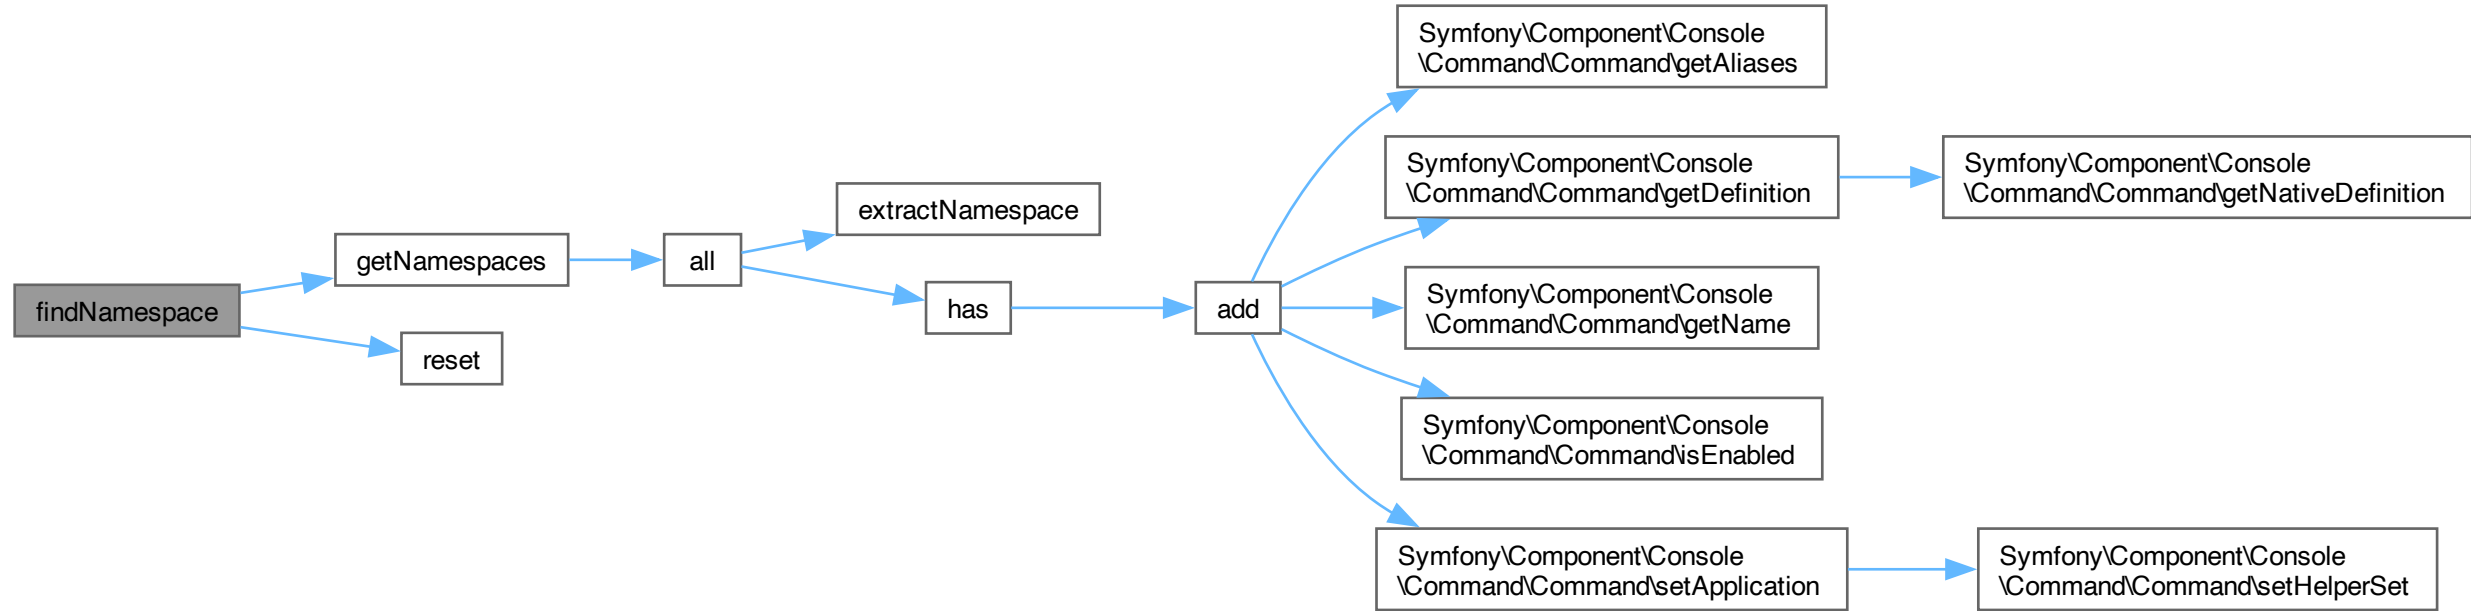 findNamespace
getNamespaces
reset
all
extractNamespace
has
add
Symfony\Component\Console
\Command\Command\getAliases
Symfony\Component\Console
\Command\Command\getDefinition
Symfony\Component\Console
\Command\Command\getName
Symfony\Component\Console
\Command\Command\isEnabled
Symfony\Component\Console
\Command\Command\setApplication
Symfony\Component\Console
\Command\Command\getNativeDefinition
Symfony\Component\Console
\Command\Command\setHelperSet